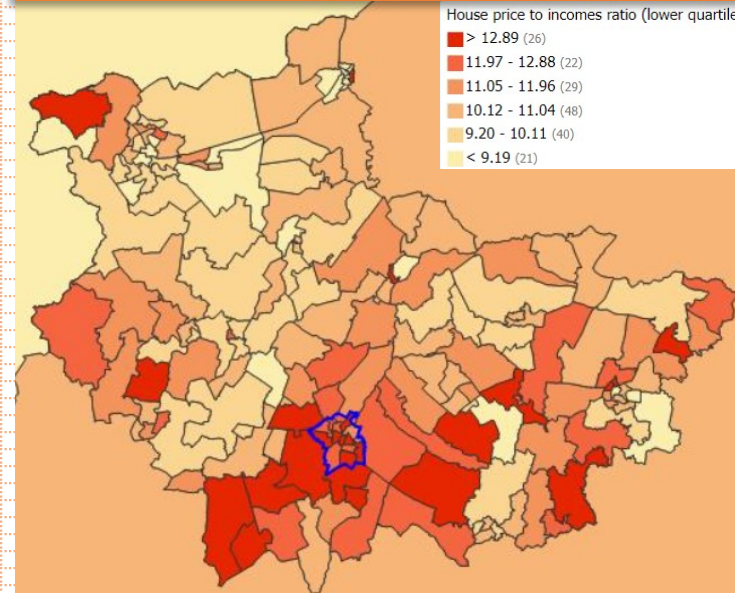 House price to incomes ratio (lower quartile
> 12.89 (26)
11.97 - 12.88 (22)
11.05 - 11.96 (29)
10.12 - 11.04 (48)
9.20 - 10.11 (40)
< 9.19 (21)